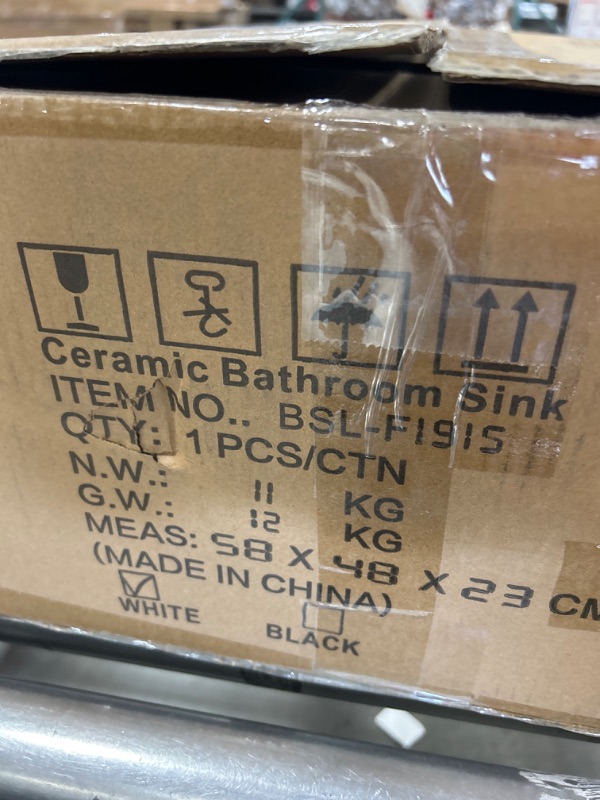 Ceramic Bathroom Sink
ITEM NO.: BSL-F1915
QTY: 1 PCS/CTN
N.W.: 11 KG
G.W.: 12 KG
MEAS: 58 X 48 X 23 CM
(MADE IN CHINA)
WHITE
BLACK